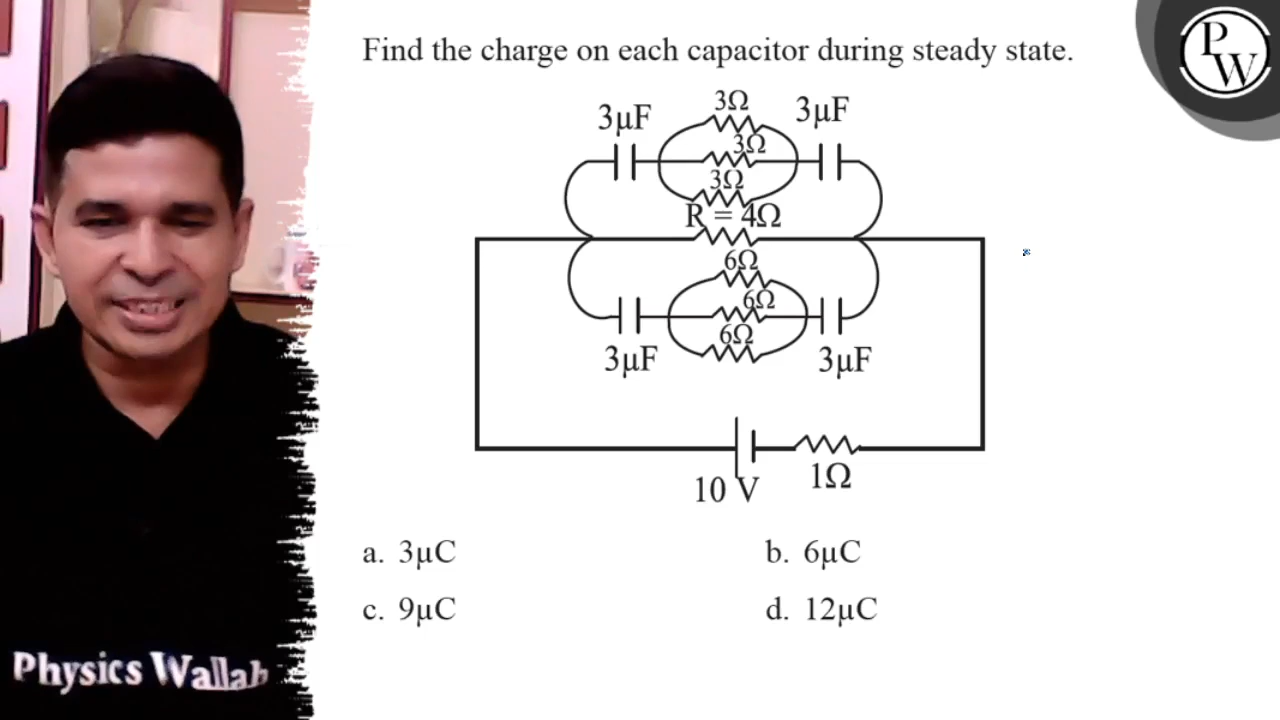 Find the charge on each capacitor during steady state.
PW
3Ω
3μF 3μF
3Ω
3Ω
R = 4Ω
6Ω
6Ω
6Ω
3μF 3μF
10 V 1Ω
a. 3μC b. 6μC
c. 9μC d. 12μC
Physics Wallah